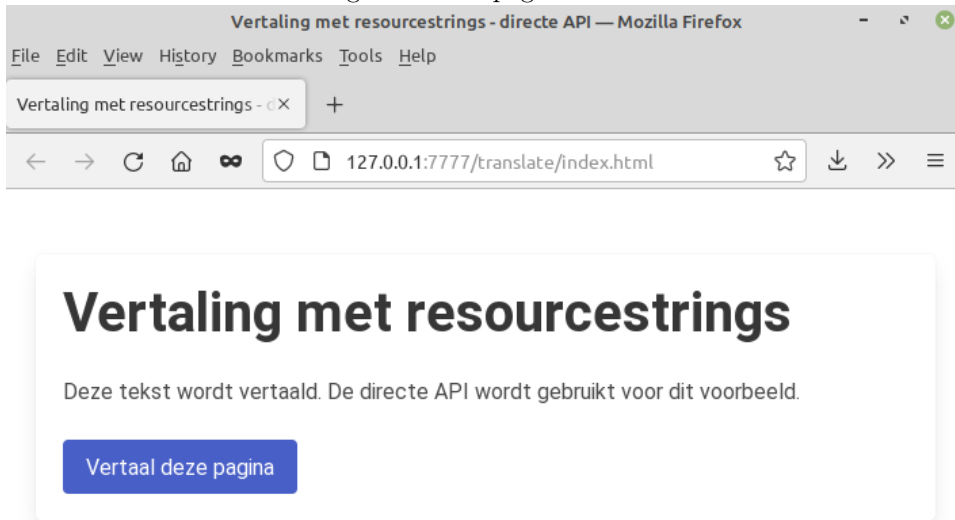 Vertaling met resourcestrings - directe API — Mozilla Firefox
File Edit View History Bookmarks Tools Help
Vertaling met resourcestrings -
127.0.0.1:7777/translate/index.html
Vertaling met resourcestrings
Deze tekst wordt vertaald. De directe API wordt gebruikt voor dit voorbeeld.
Vertaal deze pagina